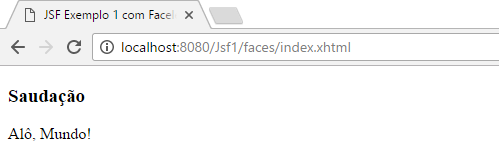 JSF Exemplo 1 com Facel
localhost:8080/Jsf1/faces/index.xhtml
Saudação
Alô, Mundo!